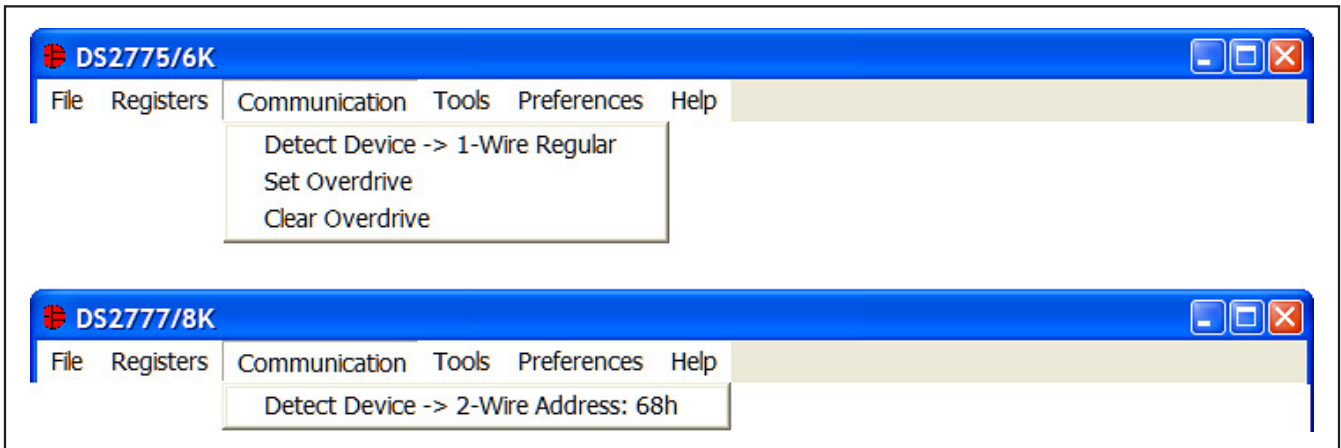 DS2775/6K
File Registers Communication Tools Preferences Help
Detect Device -> 1-Wire Regular
Set Overdrive
Clear Overdrive
DS2777/8K
File Registers Communication Tools Preferences Help
Detect Device -> 2-Wire Address: 68h